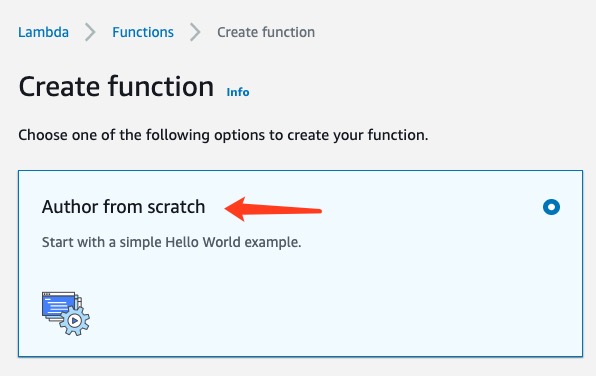 Lambda > Functions > Create function
Create function Info
Choose one of the following options to create your function.
Author from scratch
Start with a simple Hello World example.